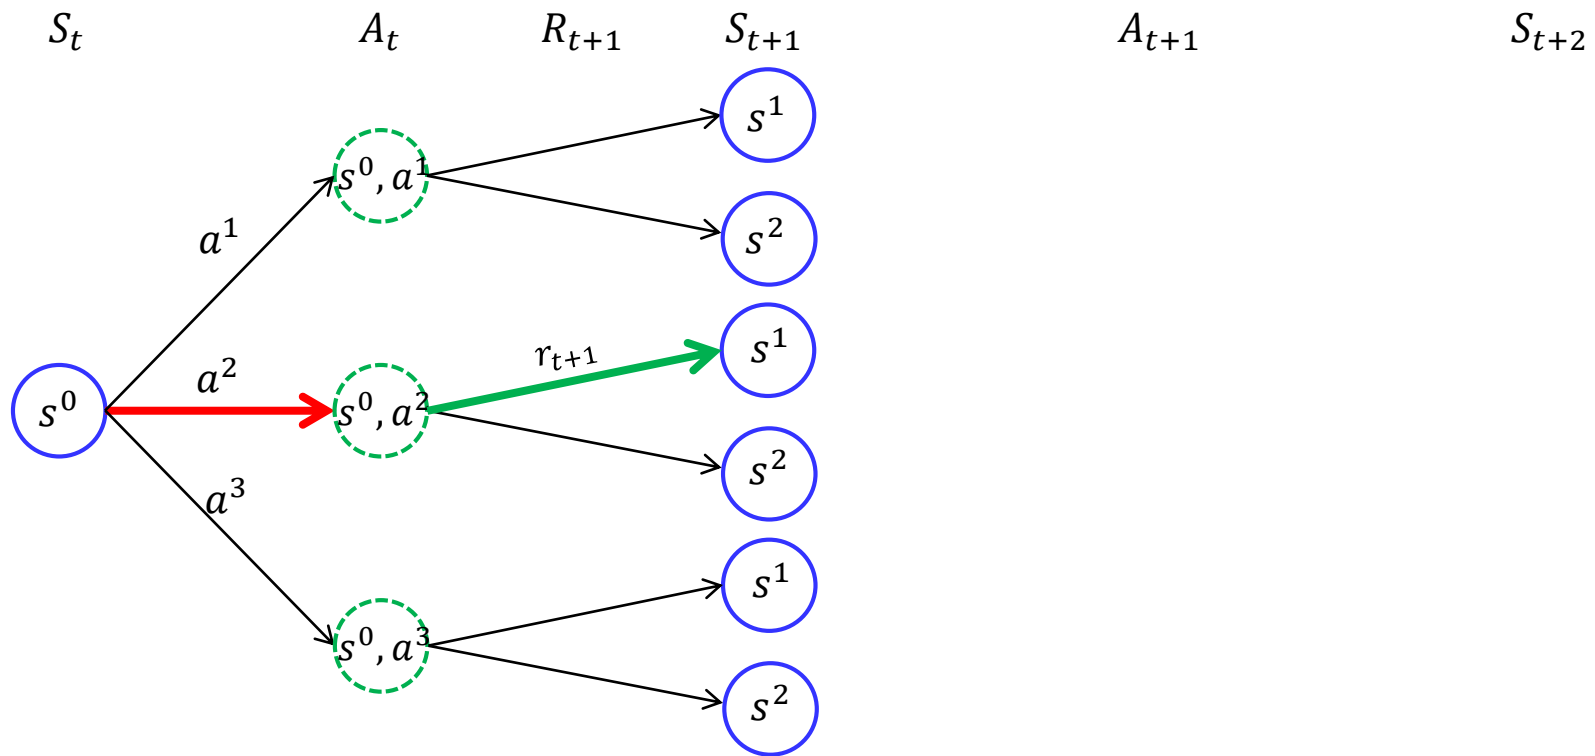 S_t A_t R_{t+1} S_{t+1} A_{t+1} S_{t+2}
s^1
s^0, a^1
a^1
s^2
s^1
r_{t+1}
a^2
s^0
s^0, a^2
s^2
a^3
s^1
s^0, a^3
s^2